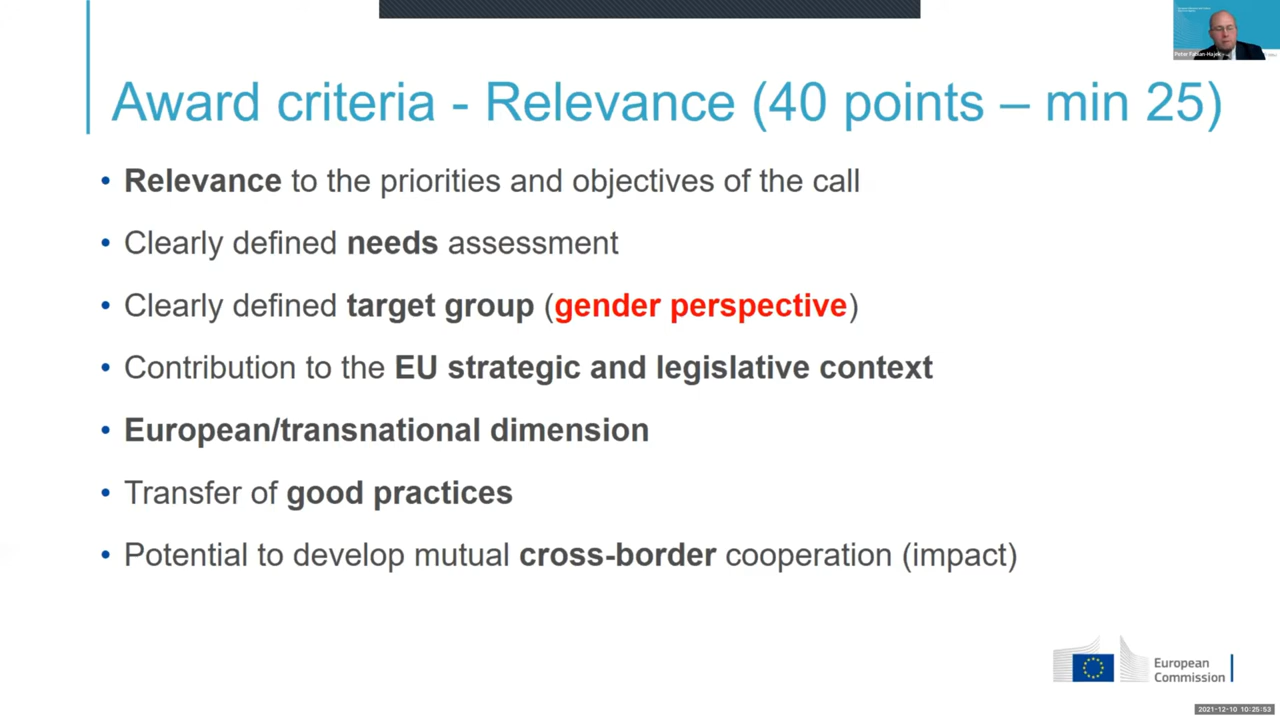 Peter Fabian-Hajek
Award criteria - Relevance (40 points – min 25)
• Relevance to the priorities and objectives of the call
• Clearly defined needs assessment
• Clearly defined target group (gender perspective)
• Contribution to the EU strategic and legislative context
• European/transnational dimension
• Transfer of good practices
• Potential to develop mutual cross-border cooperation (impact)
European
Commission
2021-12-10 10:25:53